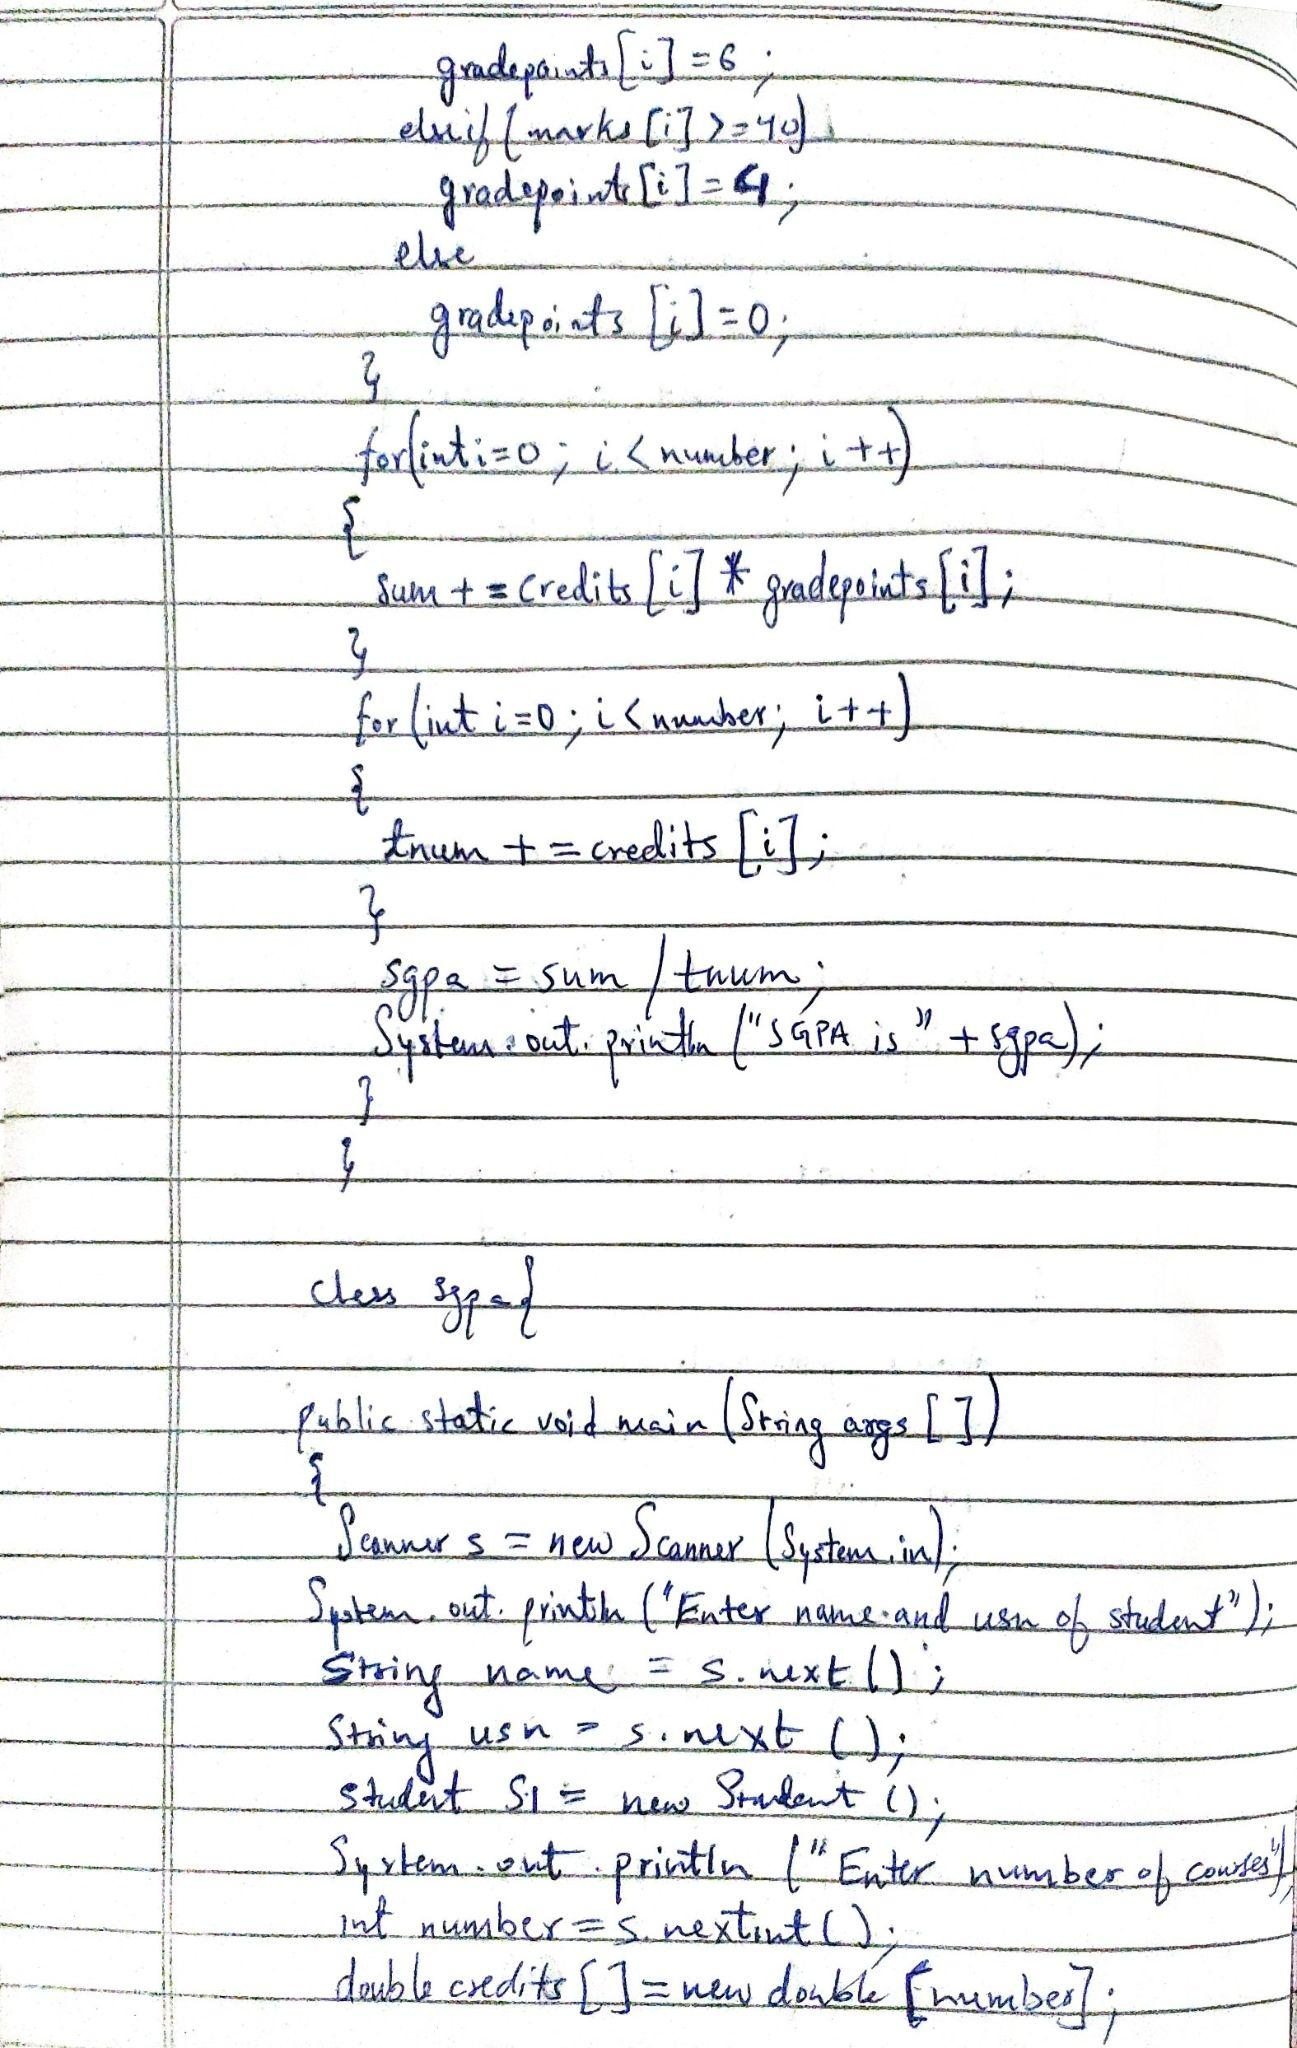 gradepoints[i]=6;
elseif(marks[i]>=40)
gradepoints[i]=4;
else
gradepoints [i]=0;
}
for(int i=0; i<number; i++)
{
sum += credits [i] * gradepoints [i];
}
for(int i=0; i<number; i++)
{
tnum += credits [i];
}
sgpa = sum / tnum;
System.out.println ("SGPA is" + sgpa);
}
}
class sgpa{
public static void main (String args [])
{
Scanner s = new Scanner (System.in);
System.out.println ("Enter name and usn of student");
String name = s.next();
String usn = s.next ();
student S1 = new Student ();
System.out.println ("Enter number of courses");
int number = s.nextint();
double credits [] = new double [number];